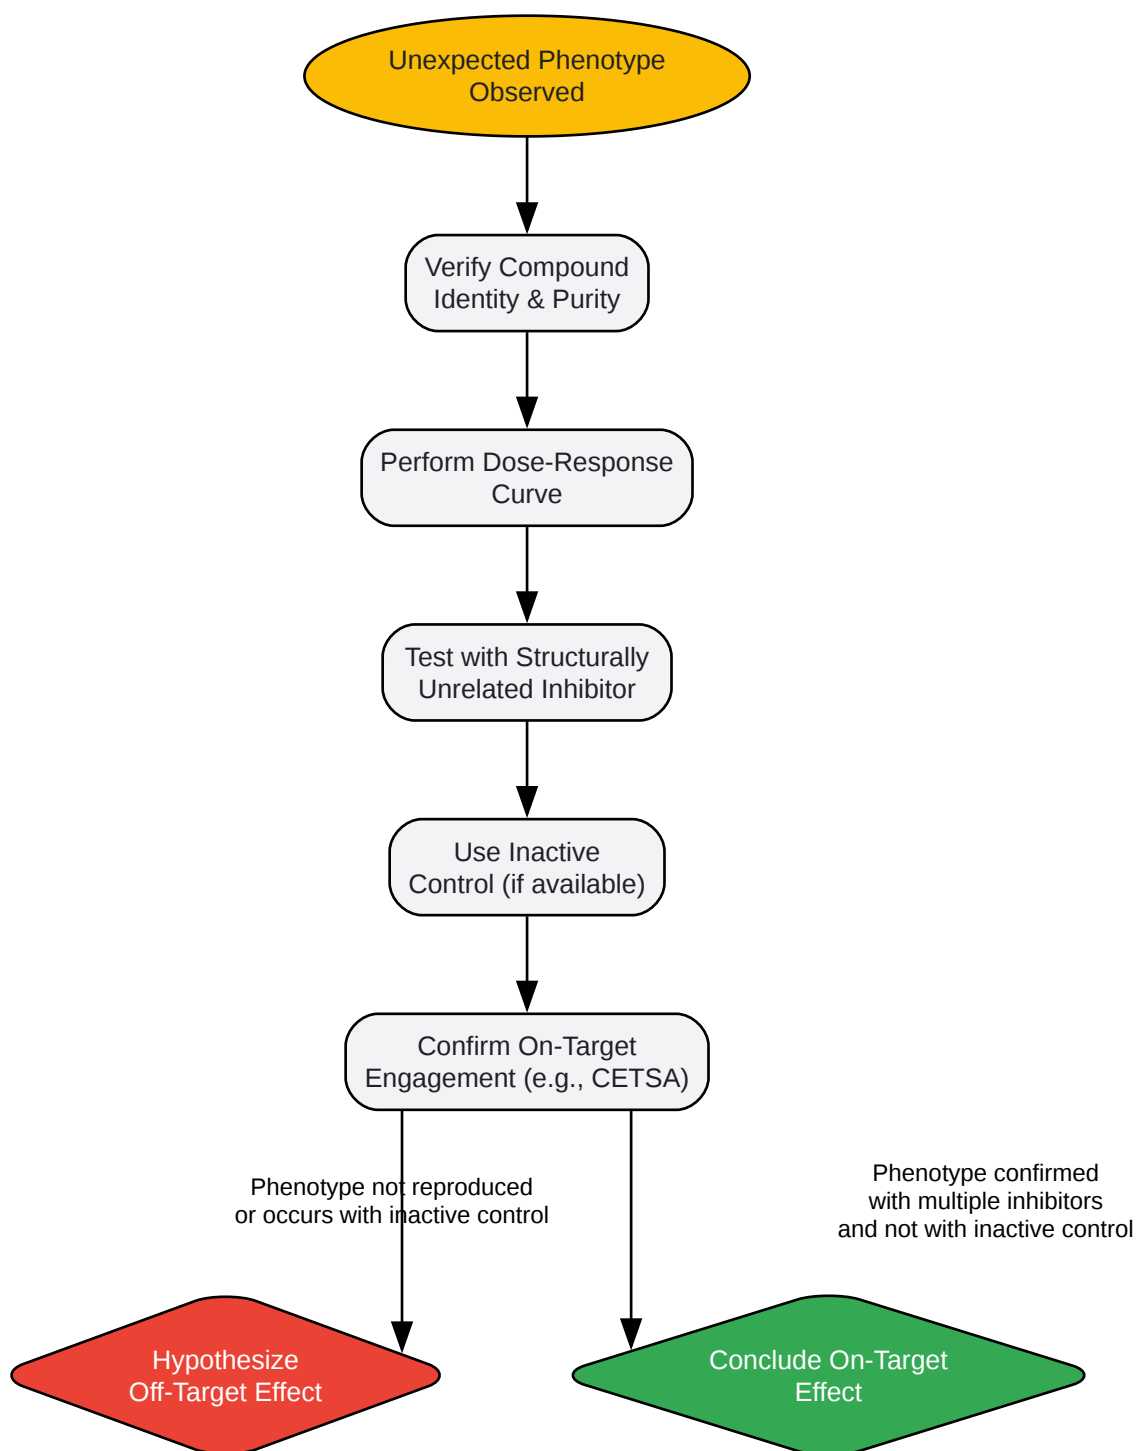 Unexpected Phenotype
Observed
Verify Compound
Identity & Purity
Perform Dose-Response
Curve
Test with Structurally
Unrelated Inhibitor
Use Inactive
Control (if available)
Confirm On-Target
Engagement (e.g., CETSA)
Phenotype not reproduced
or occurs with inactive control
Phenotype confirmed
with multiple inhibitors
and not with inactive control
Hypothesize
Off-Target Effect
Conclude On-Target
Effect